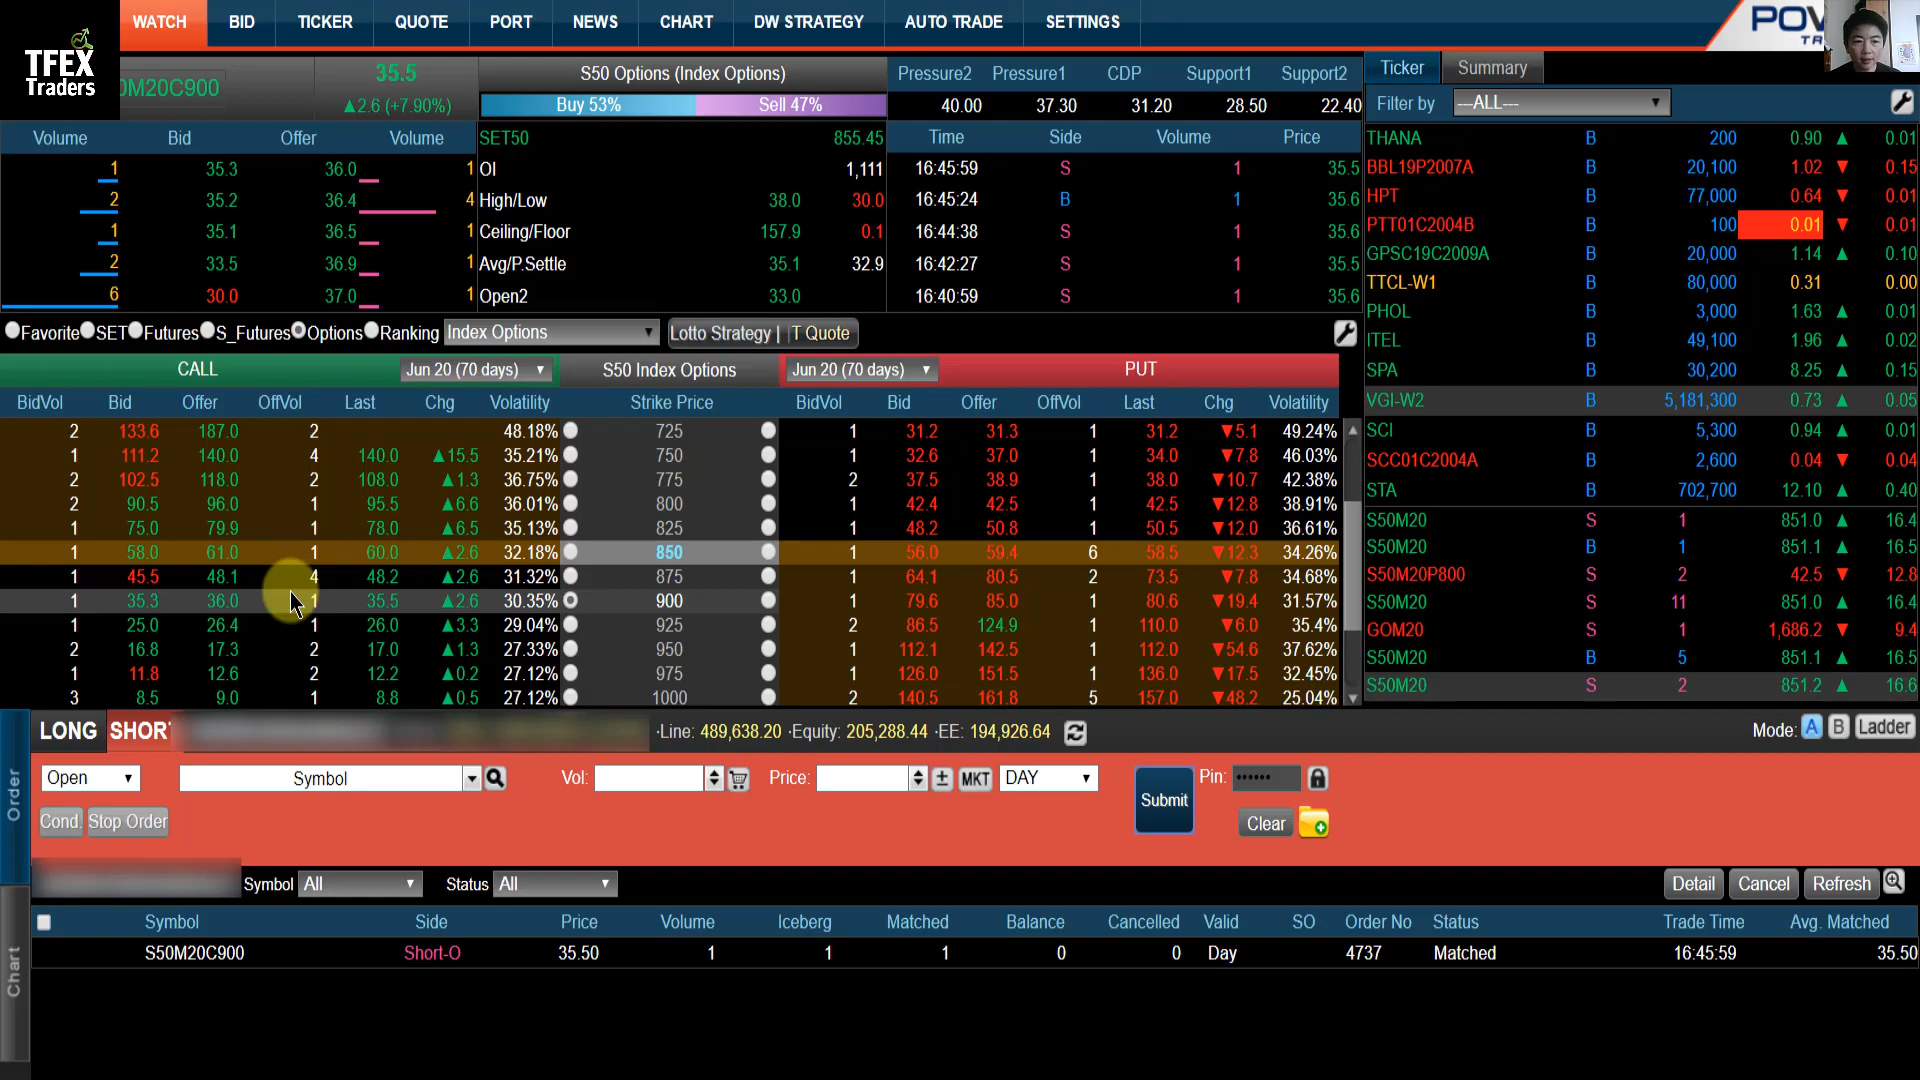 WATCH BID TICKER QUOTE PORT NEWS CHART DW STRATEGY AUTO TRADE SETTINGS
TFEX
Traders
0M20C900
35.5
▲2.6 (+7.90%)
S50 Options (Index Options)
Buy 53% Sell 47%
Pressure2 Pressure1 CDP Support1 Support2
40.00 37.30 31.20 28.50 22.40
Ticker Summary
Filter by ---ALL---
Volume Bid Offer Volume
1 35.3 36.0 1
2 35.2 36.4 4
1 35.1 36.5 1
2 33.5 36.9 1
6 30.0 37.0 1
SET50 855.45
OI 1,111
High/Low 38.0 30.0
Ceiling/Floor 157.9 0.1
Avg/P.Settle 35.1 32.9
Open2 33.0
Time Side Volume Price
16:45:59 S 1 35.5
16:45:24 B 1 35.6
16:44:38 S 1 35.6
16:42:27 S 1 35.5
16:40:59 S 1 35.6
THANA B 200 0.90 ▲ 0.01
BBL19P2007A B 20,100 1.02 ▼ 0.15
HPT B 77,000 0.64 ▼ 0.01
PTT01C2004B B 100 0.01 ▼ 0.01
GPSC19C2009A B 20,000 1.14 ▲ 0.10
TTCL-W1 B 80,000 0.31 0.00
PHOL B 3,000 1.63 ▲ 0.01
ITEL B 49,100 1.96 ▲ 0.02
SPA B 30,200 8.25 ▲ 0.15
VGI-W2 B 5,181,300 0.73 ▲ 0.05
SCI B 5,300 0.94 ▲ 0.01
SCC01C2004A B 2,600 0.04 ▼ 0.04
STA B 702,700 12.10 ▲ 0.40
S50M20 S 1 851.0 ▲ 16.4
S50M20 B 1 851.1 ▲ 16.5
S50M20P800 S 2 42.5 ▼ 12.8
S50M20 S 11 851.0 ▲ 16.4
GOM20 S 1 1,686.2 ▼ 9.4
S50M20 B 5 851.1 ▲ 16.5
S50M20 S 2 851.2 ▲ 16.6
Favorite SET Futures S_Futures Options Ranking Index Options Lotto Strategy | |T Quote
CALL Jun 20 (70 days) S50 Index Options Jun 20 (70 days) PUT
BidVol Bid Offer OffVol Last Chg Volatility Strike Price BidVol Bid Offer OffVol Last Chg Volatility
2 133.6 187.0 2 48.18% 725 1 31.2 31.3 1 31.2 ▼5.1 49.24%
1 111.2 140.0 4 140.0 ▲15.5 35.21% 750 1 32.6 37.0 1 34.0 ▼7.8 46.03%
2 102.5 118.0 2 108.0 ▲1.3 36.75% 775 2 37.5 38.9 1 38.0 ▼10.7 42.38%
2 90.5 96.0 1 95.5 ▲6.6 36.01% 800 1 42.4 42.5 1 42.5 ▼12.8 38.91%
1 75.0 79.9 1 78.0 ▲6.5 35.13% 825 1 48.2 50.8 1 50.5 ▼12.0 36.61%
1 58.0 61.0 1 60.0 ▲2.6 32.18% 850 1 56.0 59.4 6 58.5 ▼12.3 34.26%
1 45.5 48.1 4 48.2 ▲2.6 31.32% 875 1 64.1 80.5 2 73.5 ▼7.8 34.68%
1 35.3 36.0 1 35.5 ▲2.6 30.35% 900 1 79.6 85.0 1 80.6 ▼19.4 31.57%
1 25.0 26.4 1 26.0 ▲3.3 29.04% 925 2 86.5 124.9 1 110.0 ▼6.0 35.4%
2 16.8 17.3 2 17.0 ▲1.3 27.33% 950 1 112.1 142.5 1 112.0 ▼54.6 37.62%
1 11.8 12.6 2 12.2 ▲0.2 27.12% 975 1 126.0 151.5 1 136.0 ▼17.5 32.45%
3 8.5 9.0 1 8.8 ▲0.5 27.12% 1000 2 140.5 161.8 5 157.0 ▼48.2 25.04%
LONG SHOR ·Line: 489,638.20 ·Equity: 205,288.44 ·EE: 194,926.64 Mode: A B Ladder
Order
Open Symbol Vol: Price: ± MKT DAY Submit Pin: ••••••
Cond. Stop Order Clear
Symbol All Status All Detail Cancel Refresh
Chart
Symbol Side Price Volume Iceberg Matched Balance Cancelled Valid SO Order No Status Trade Time Avg. Matched
S50M20C900 Short-O 35.50 1 1 1 0 0 Day 4737 Matched 16:45:59 35.50